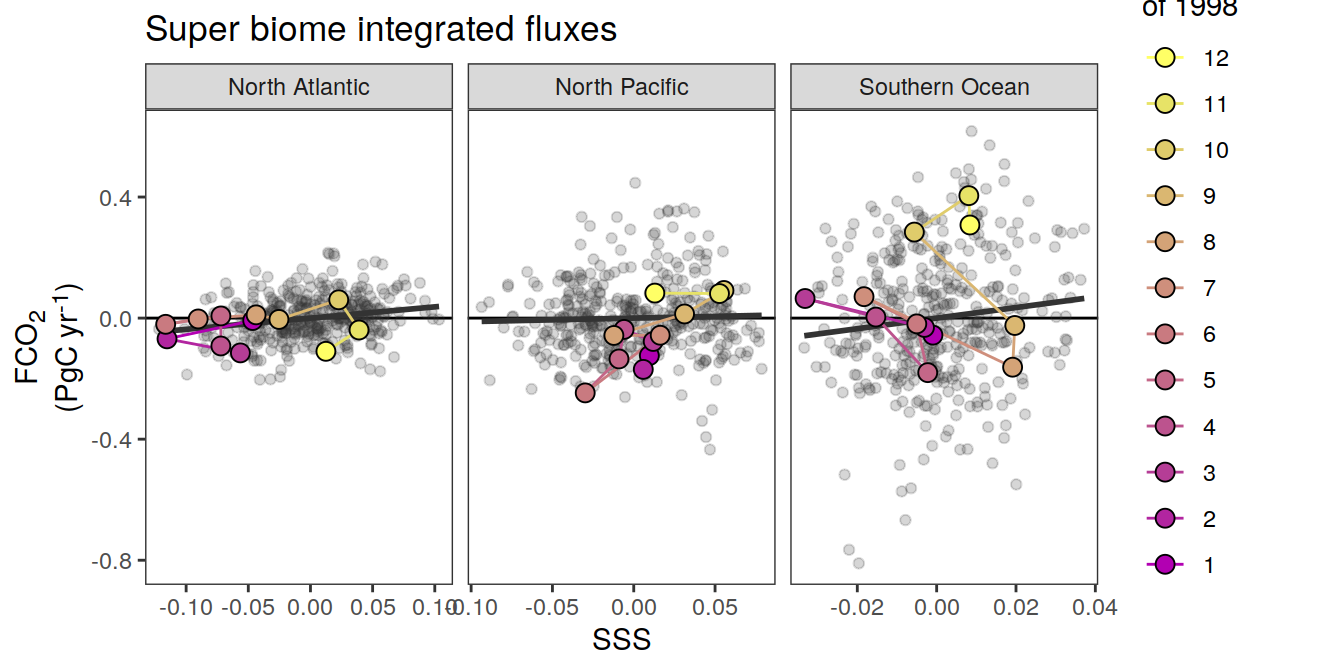 Super biome integrated fluxes
of 1998
North Atlantic
North Pacific
Southern Ocean
12
11
10
9
8
7
6
5
4
3
2
1
0.4
0.0
-0.4
-0.8
FCO2
(PgC yr-1)
-0.10 -0.05 0.00 0.05 0.10
0.10 -0.05 0.00 0.05
-0.02 0.00 0.02 0.04
SSS